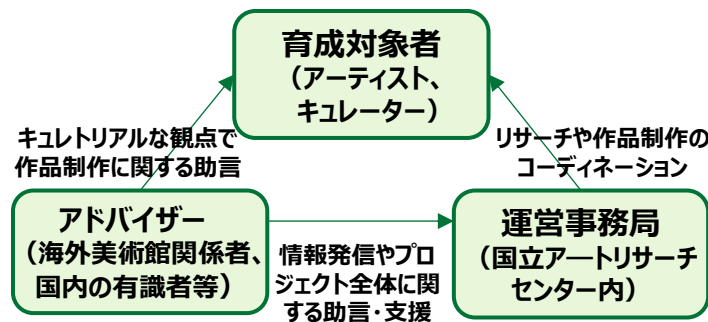 育成対象者
（アーティスト、
キュレーター）
キュレトリアルな観点で
作品制作に関する助言
リサーチや作品制作の
コーディネーション
アドバイザー
（海外美術館関係者、
国内の有識者等）
情報発信やプロ
ジェクト全体に関
する助言・支援
運営事務局
（国立アートリサーチ
センター内）